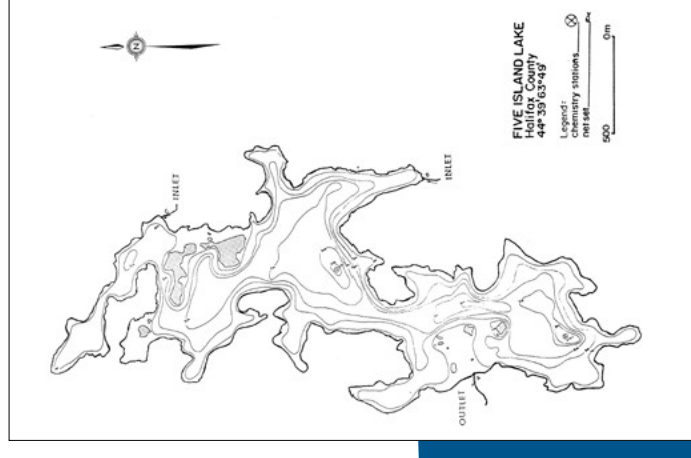 N
FIVE ISLAND LAKE
Halifax County
44° 39' 63° 49'
Legend:
chemistry stations
net set
500
0m
INLET
INLET
OUTLET